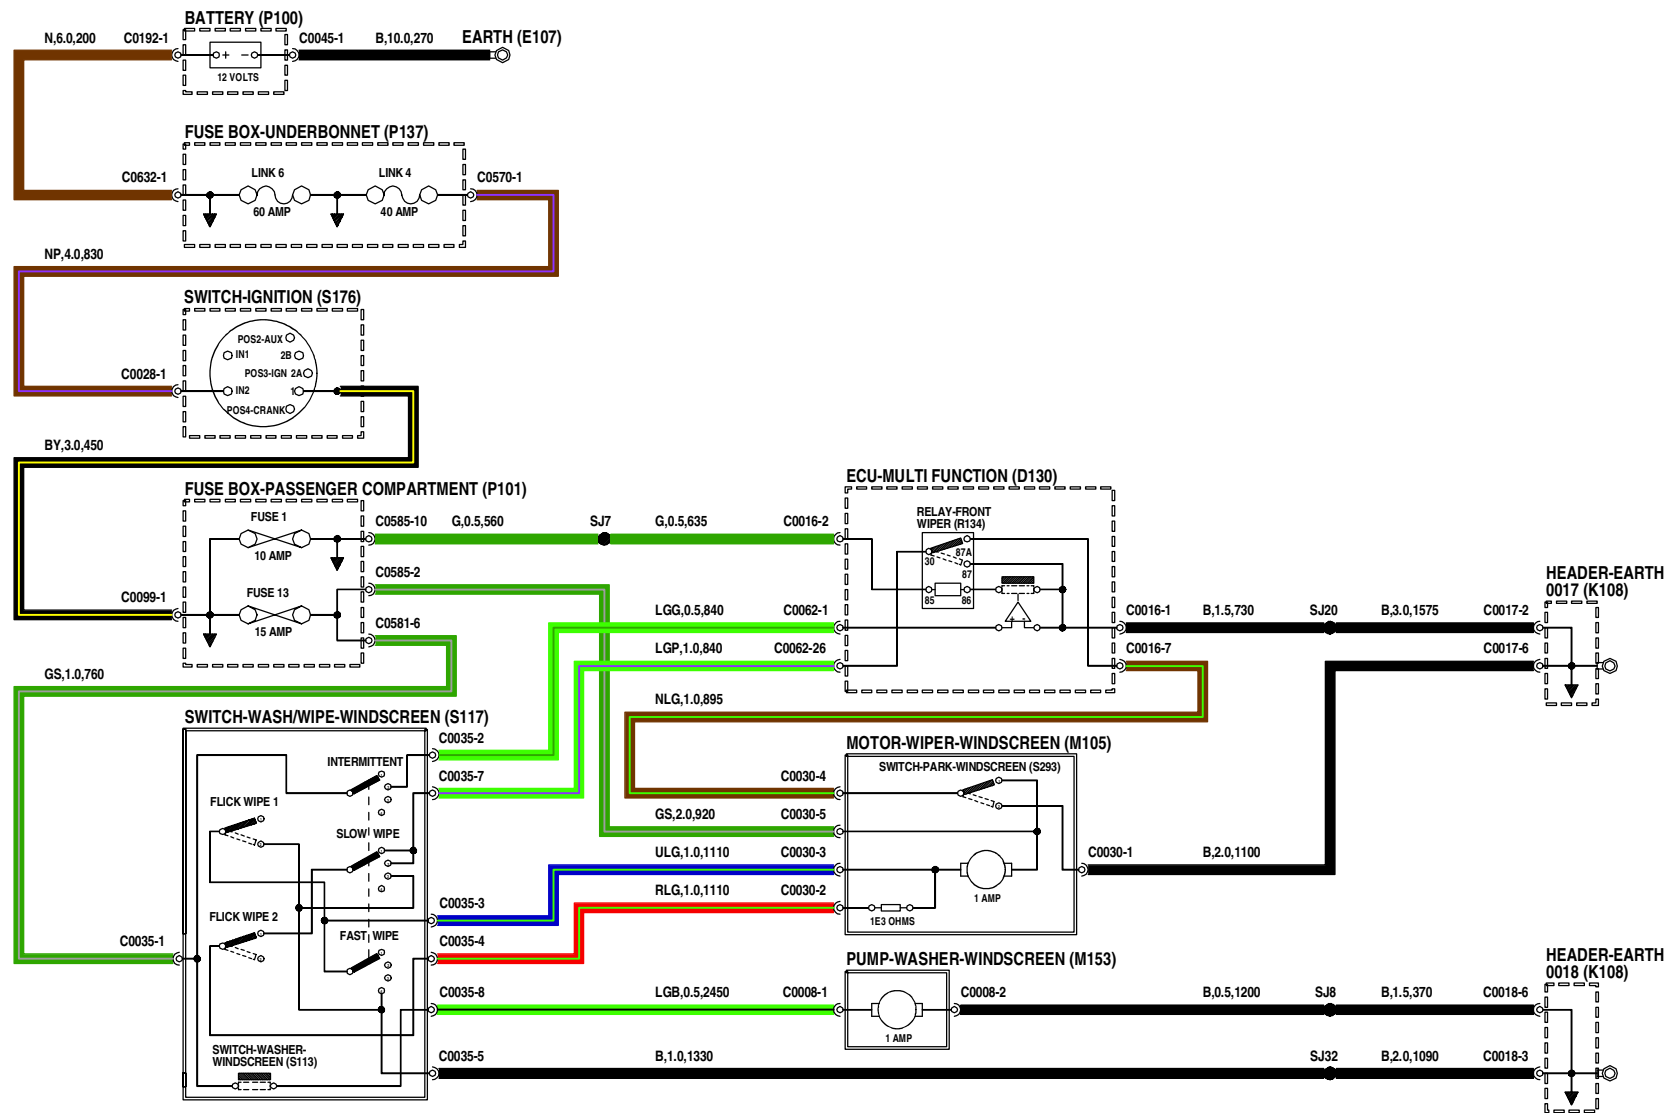 BATTERY (P100)
N,6.0,200
C0192-1
C0045-1
B,10.0,270
EARTH (E107)
+ −
12 VOLTS
FUSE BOX-UNDERBONNET (P137)
C0632-1
LINK 6
60 AMP
LINK 4
40 AMP
C0570-1
NP,4.0,830
SWITCH-IGNITION (S176)
POS2-AUX
IN1
2B
POS3-IGN
2A
C0028-1
IN2
1
POS4-CRANK
BY,3.0,450
FUSE BOX-PASSENGER COMPARTMENT (P101)
FUSE 1
10 AMP
C0585-10
G,0.5,560
SJ7
G,0.5,635
C0016-2
ECU-MULTI FUNCTION (D130)
RELAY-FRONT
WIPER (R134)
87A
30
87
85
86
C0585-2
C0099-1
FUSE 13
15 AMP
C0581-6
LGG,0.5,840
C0062-1
LGP,1.0,840
C0062-26
C0016-1
B,1.5,730
SJ20
B,3.0,1575
C0017-2
HEADER-EARTH
0017 (K108)
C0016-7
C0017-6
GS,1.0,760
NLG,1.0,895
SWITCH-WASH/WIPE-WINDSCREEN (S117)
C0035-2
INTERMITTENT
C0035-7
FLICK WIPE 1
SLOW WIPE
FLICK WIPE 2
FAST WIPE
C0035-1
C0035-3
C0035-4
C0035-8
C0035-5
SWITCH-WASHER-
WINDSCREEN (S113)
MOTOR-WIPER-WINDSCREEN (M105)
SWITCH-PARK-WINDSCREEN (S293)
C0030-4
GS,2.0,920
C0030-5
ULG,1.0,1110
C0030-3
RLG,1.0,1110
C0030-2
1E3 OHMS
1 AMP
C0030-1
B,2.0,1100
PUMP-WASHER-WINDSCREEN (M153)
LGB,0.5,2450
C0008-1
1 AMP
C0008-2
B,0.5,1200
SJ8
B,1.5,370
C0018-6
HEADER-EARTH
0018 (K108)
B,1.0,1330
SJ32
B,2.0,1090
C0018-3